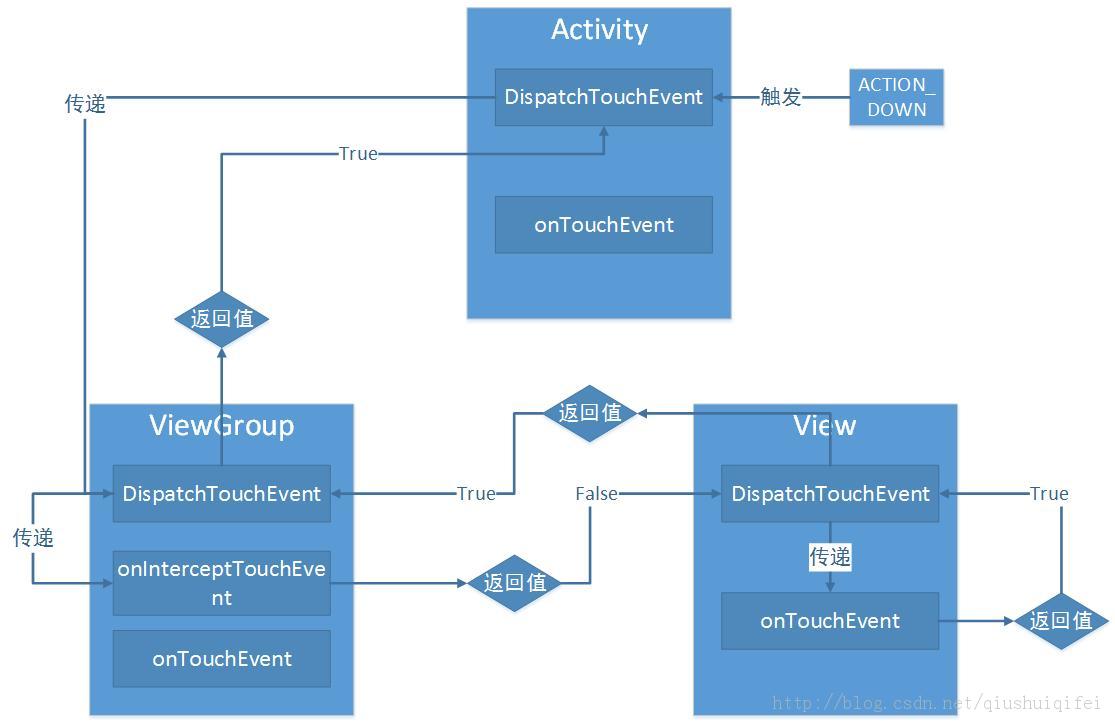 Activity
DispatchTouchEvent
触发
ACTION_
DOWN
传递
True
onTouchEvent
返回值
ViewGroup
返回值
View
DispatchTouchEvent
True
False
DispatchTouchEvent
True
传递
传递
onInterceptTouchEve
nt
返回值
onTouchEvent
返回值
onTouchEvent
http://blog.csdn.net/qiushuiqifei